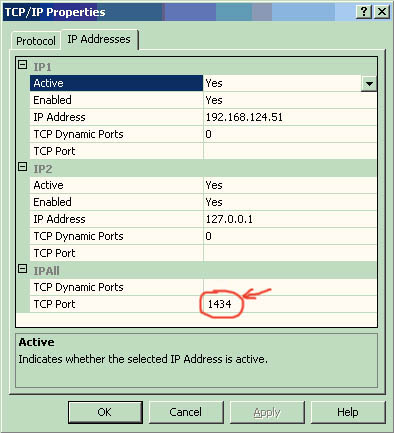 TCP/IP Properties
Protocol IP Addresses
IP1
Active Yes
Enabled Yes
IP Address 192.168.124.51
TCP Dynamic Ports 0
TCP Port
IP2
Active Yes
Enabled Yes
IP Address 127.0.0.1
TCP Dynamic Ports 0
TCP Port
IPAll
TCP Dynamic Ports
TCP Port 1434
Active
Indicates whether the selected IP Address is active.
OK Cancel Apply Help